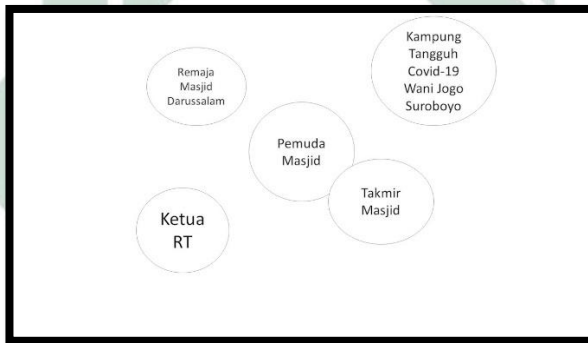 Kampung
Tangguh
Covid-19
Wani Jogo
Suroboyo
Remaja
Masjid
Darussalam
Pemuda
Masjid
Takmir
Masjid
Ketua
RT